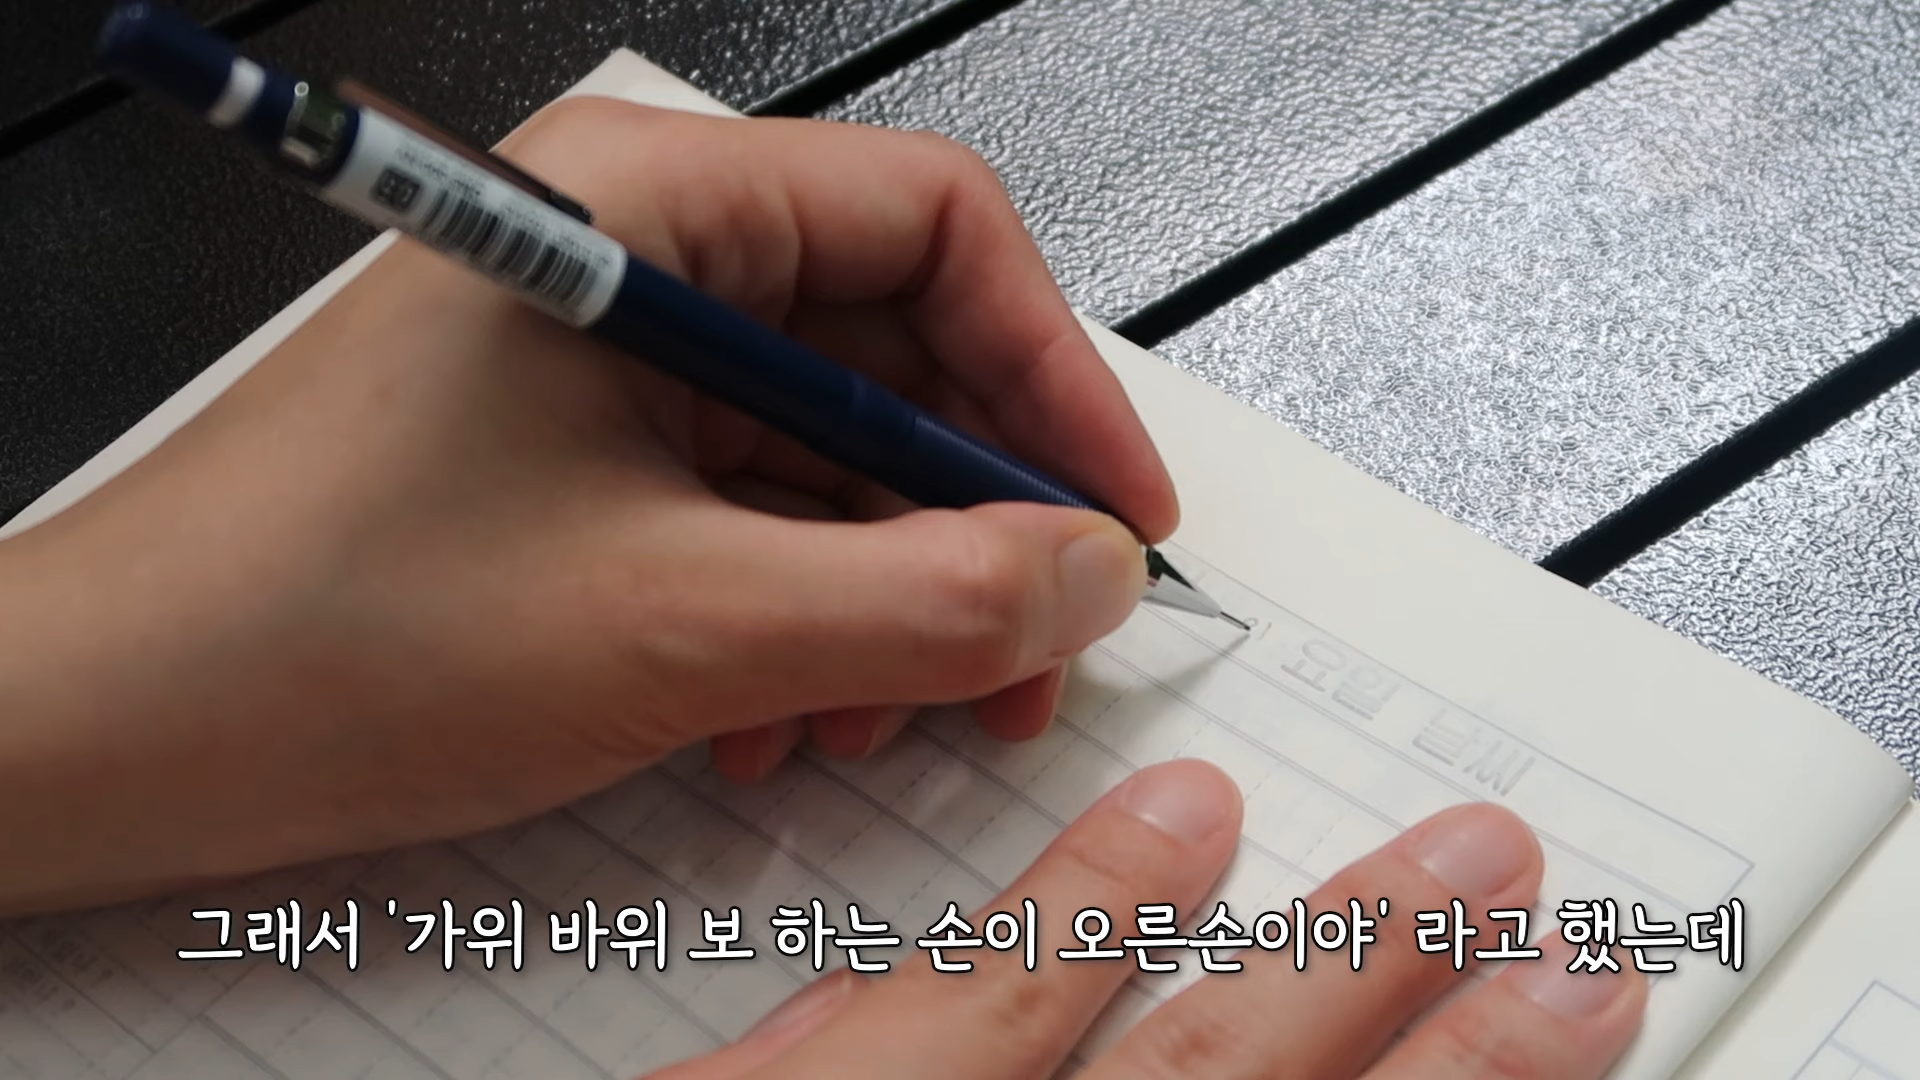 요일 날씨
그래서 '가위 바위 보 하는 손이 오른손이야' 라고 했는데